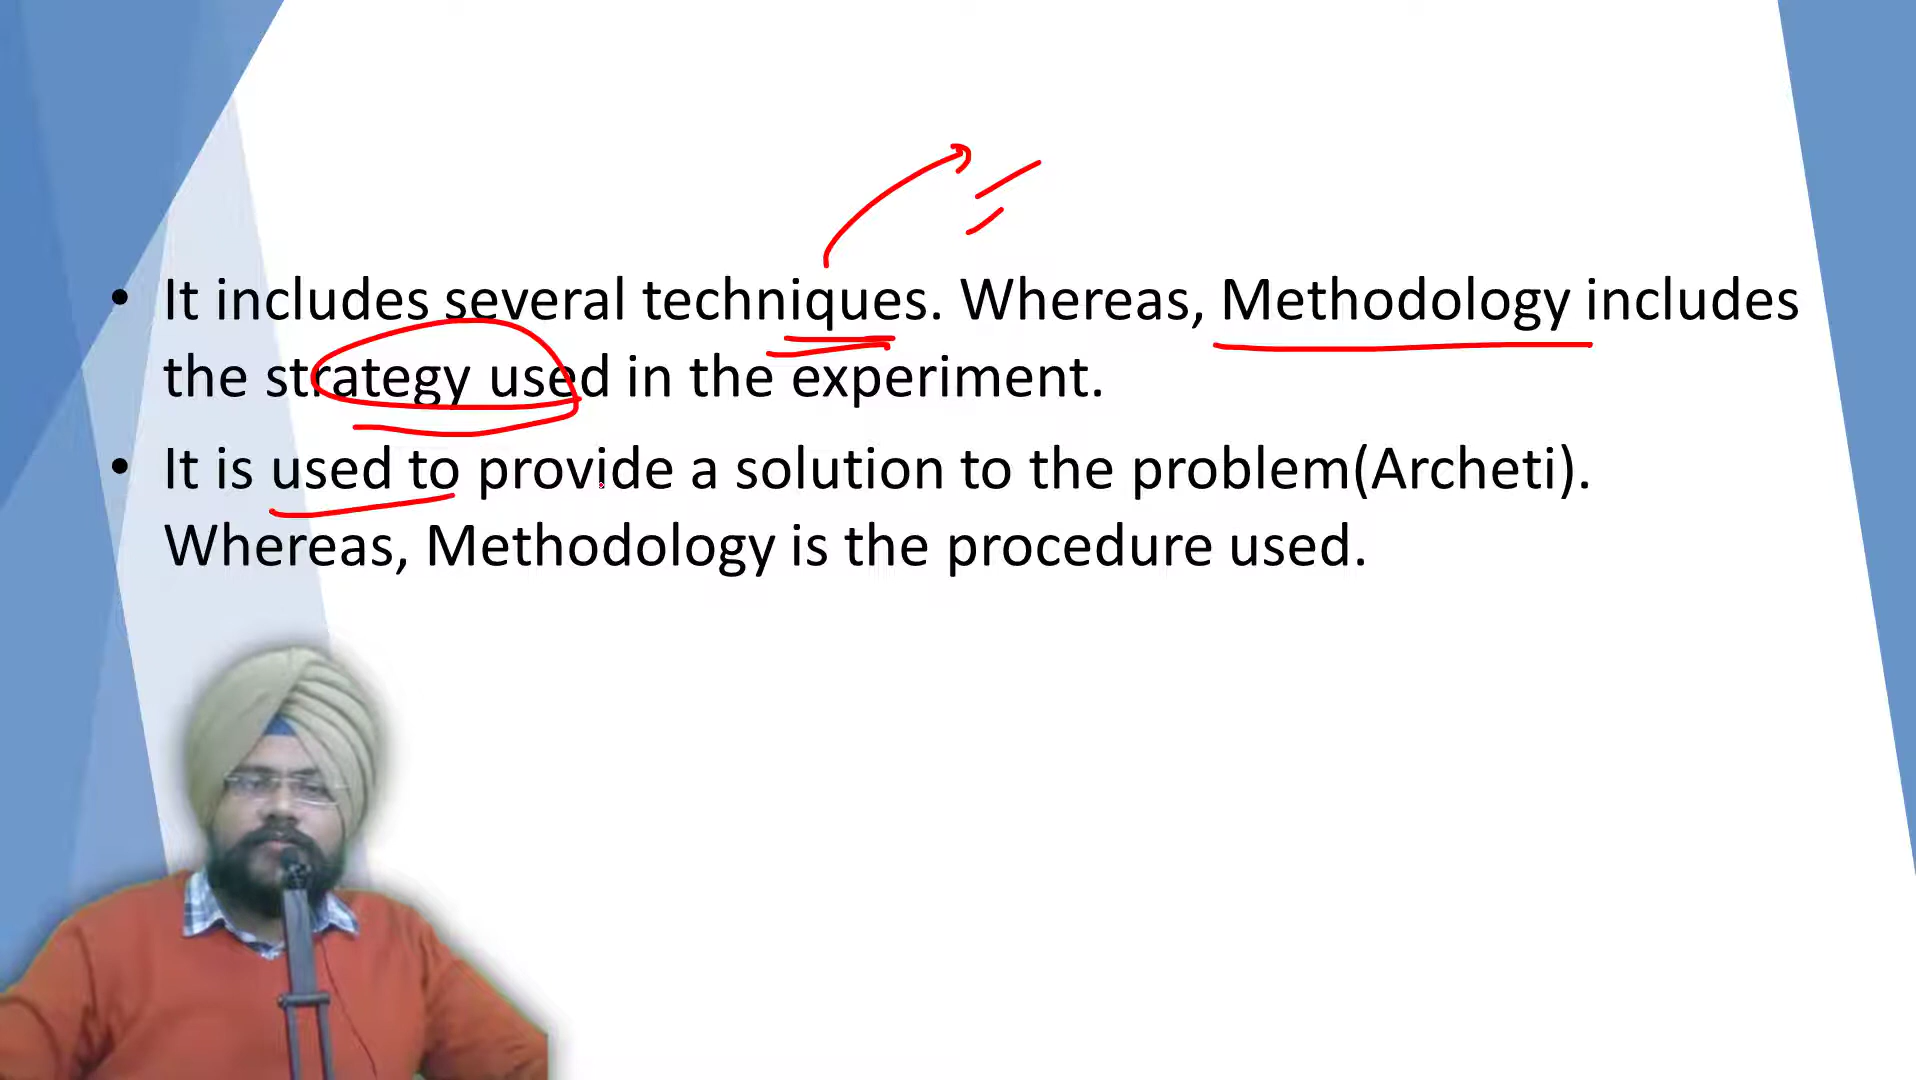 • It includes several techniques. Whereas, Methodology includes
the strategy used in the experiment.
• It is used to provide a solution to the problem(Archeti).
Whereas, Methodology is the procedure used.